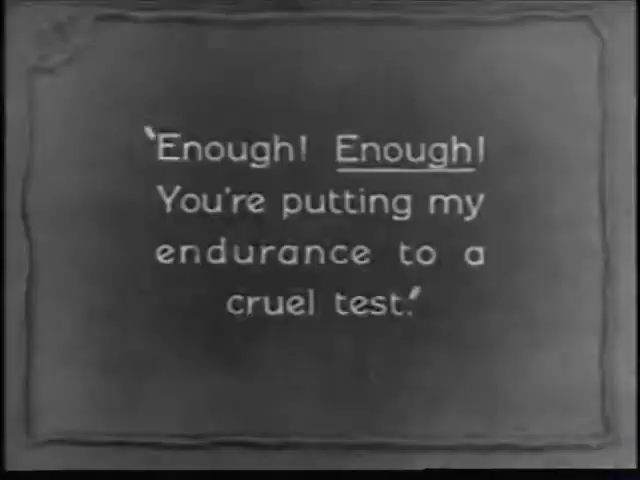 'Enough! Enough!
You're putting my
endurance to a
cruel test.'